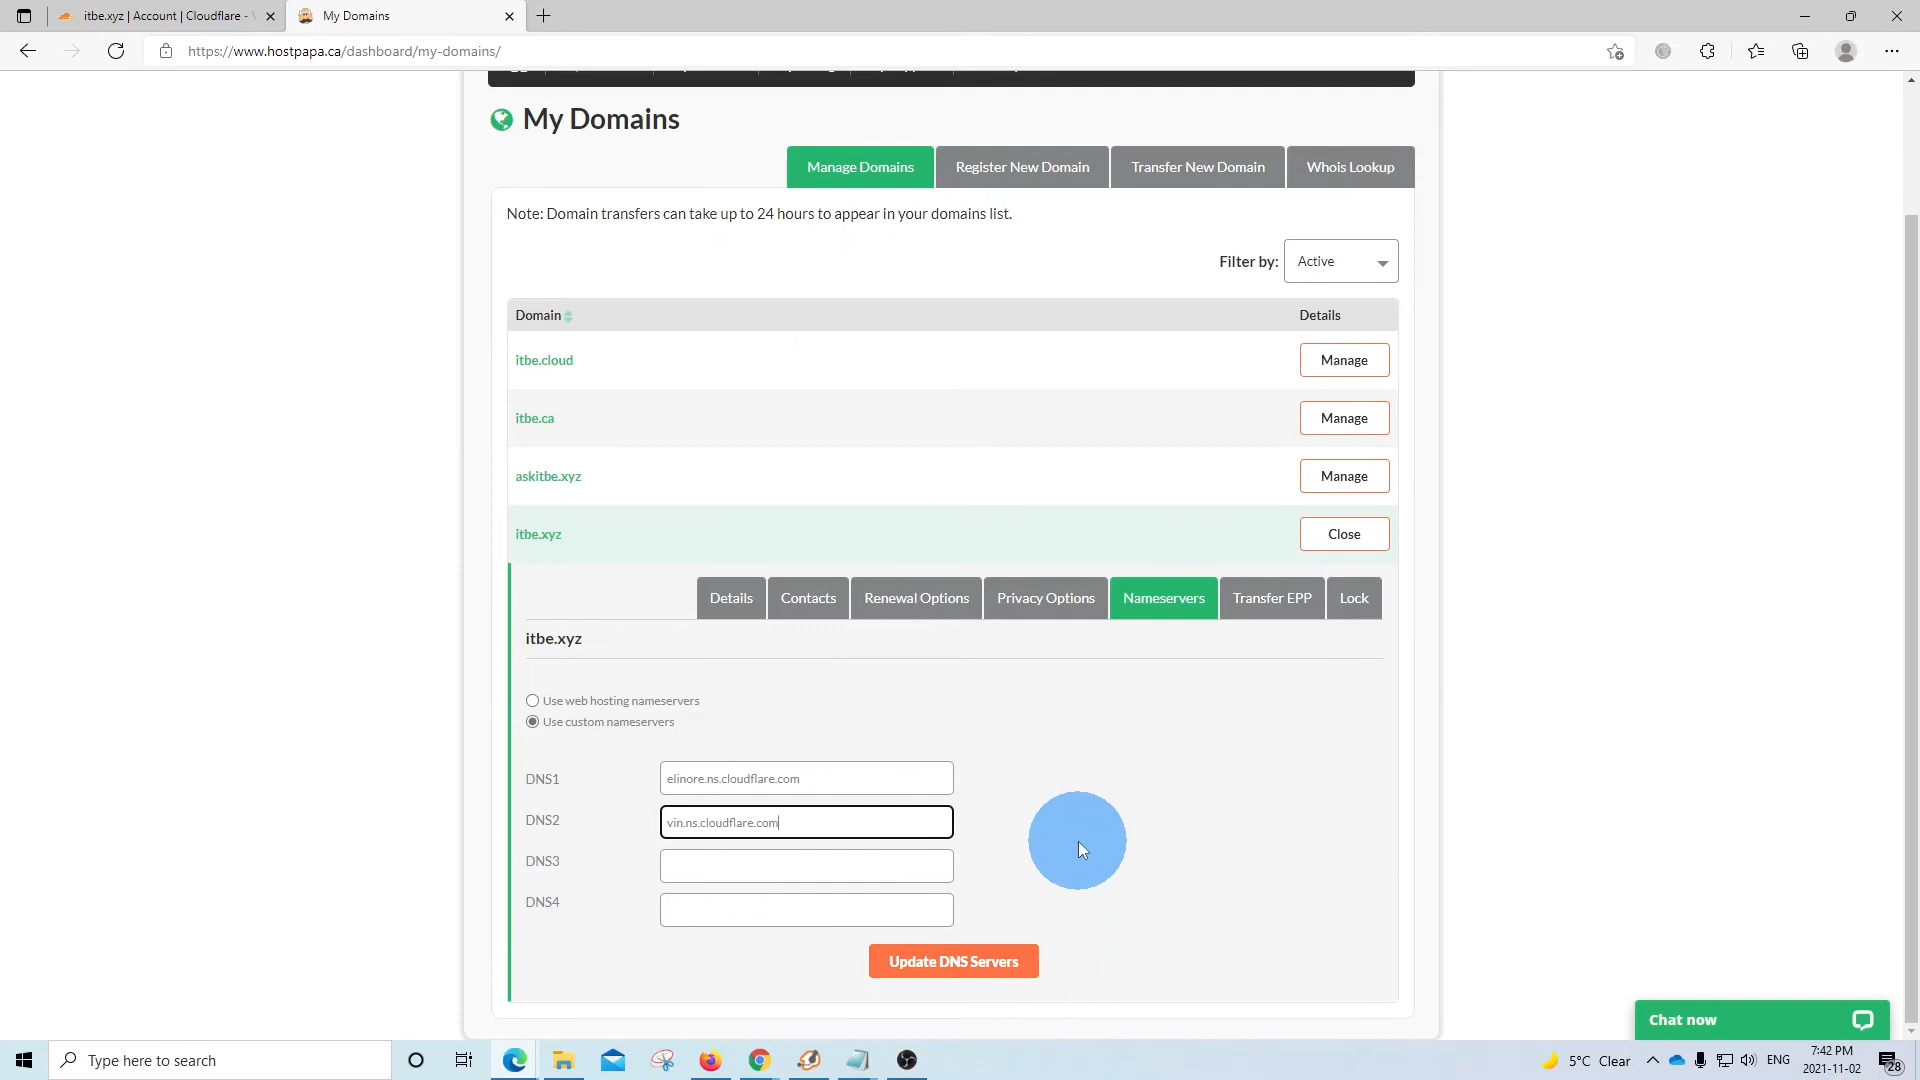 itbe.xyz | Account | Cloudflare -
My Domains
https://www.hostpapa.ca/dashboard/my-domains/
My Domains
Manage Domains
Register New Domain
Transfer New Domain
Whois Lookup
Note: Domain transfers can take up to 24 hours to appear in your domains list.
Filter by: Active
Domain Details
itbe.cloud Manage
itbe.ca Manage
askitbe.xyz Manage
itbe.xyz Close
Details Contacts Renewal Options Privacy Options Nameservers Transfer EPP Lock
itbe.xyz
Use web hosting nameservers
Use custom nameservers
DNS1 elinore.ns.cloudflare.com
DNS2 vin.ns.cloudflare.com
DNS3
DNS4
Update DNS Servers
Chat now
Type here to search
5°C Clear
ENG
7:42 PM
2021-11-02
28